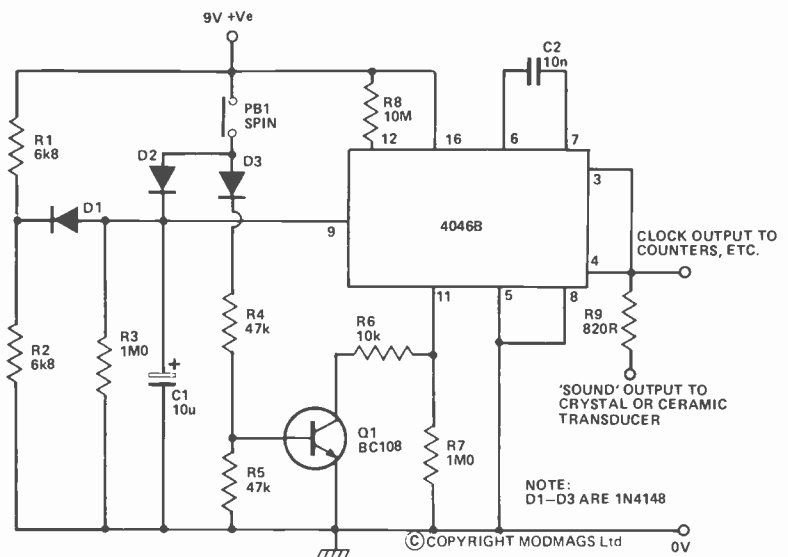 9V +Ve
C2
10n
PB1
SPIN
R8
10M
12
16
6
7
R1
6k8
D2
D3
3
D1
9
4046B
CLOCK OUTPUT TO
COUNTERS, ETC.
4
11
5
8
R9
820R
R4
47k
R6
10k
R3
1M0
R2
6k8
+
C1
10u
'SOUND' OUTPUT TO
CRYSTAL OR CERAMIC
TRANSDUCER
Q1
BC108
R7
1M0
R5
47k
NOTE:
D1–D3 ARE 1N4148
© COPYRIGHT MODMAGS Ltd
0V